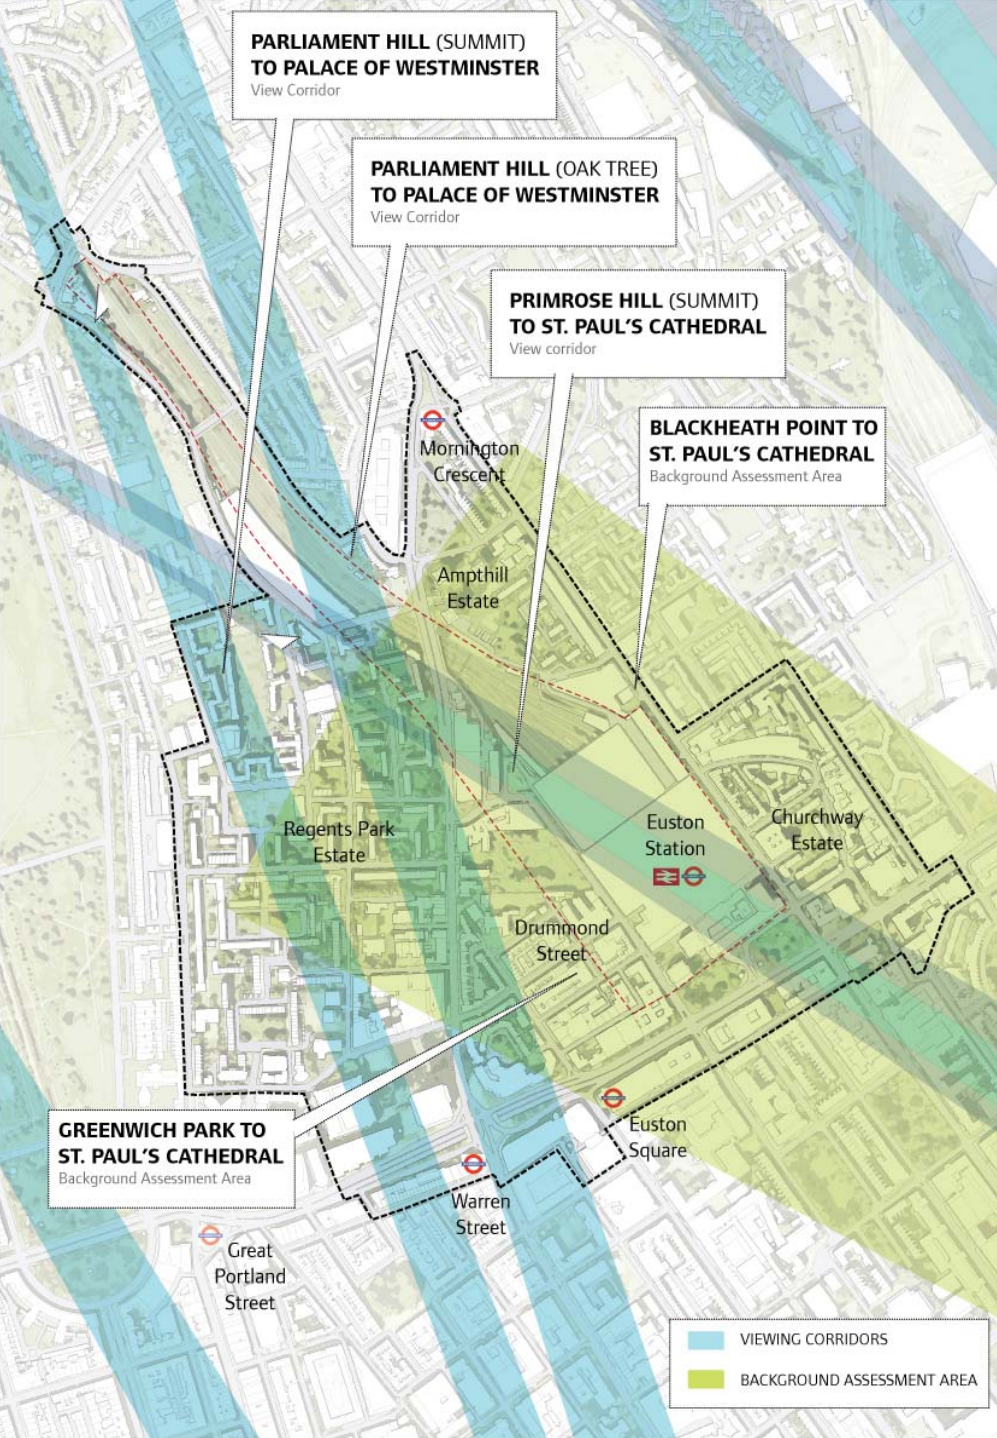 PARLIAMENT HILL (SUMMIT)
TO PALACE OF WESTMINSTER
View Corridor
PARLIAMENT HILL (OAK TREE)
TO PALACE OF WESTMINSTER
View Corridor
PRIMROSE HILL (SUMMIT)
TO ST. PAUL'S CATHEDRAL
View corridor
BLACKHEATH POINT TO
ST. PAUL'S CATHEDRAL
Background Assessment Area
Mornington
Crescent
Ampthill
Estate
Regents Park
Estate
Euston
Station
Churchway
Estate
Drummond
Street
GREENWICH PARK TO
ST. PAUL'S CATHEDRAL
Background Assessment Area
Euston
Square
Warren
Street
Great
Portland
Street
VIEWING CORRIDORS
BACKGROUND ASSESSMENT AREA